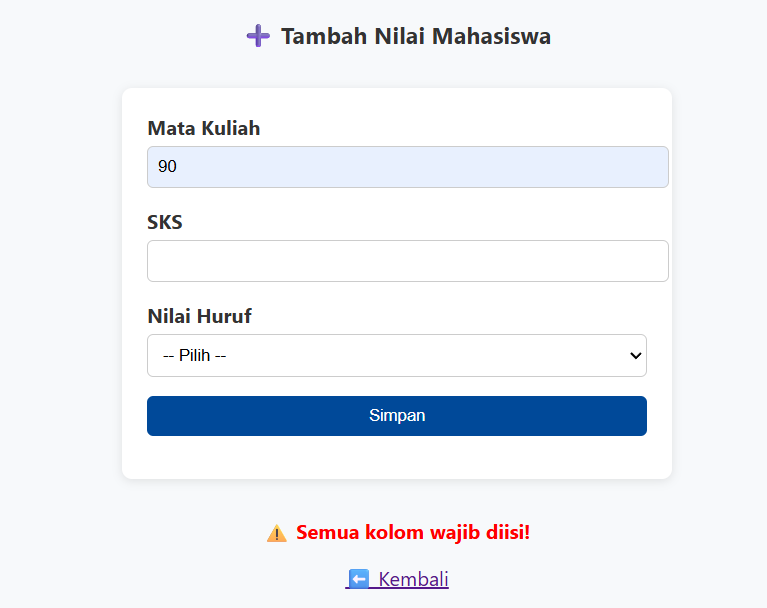 ➕ Tambah Nilai Mahasiswa
Mata Kuliah
90
SKS
Nilai Huruf
-- Pilih --
Simpan
⚠️ Semua kolom wajib diisi!
⬅️ Kembali